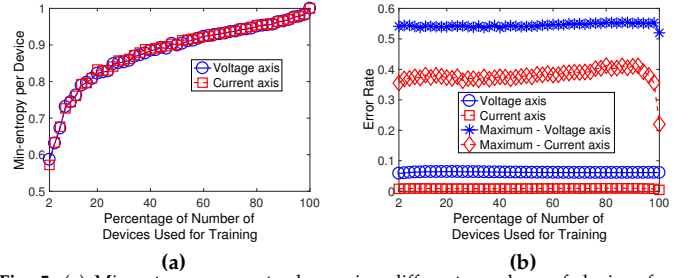 1
0.9
0.8
0.7
0.6
0.5
Min-entropy per Device
Voltage axis
Current axis
2 20 40 60 80 100
Percentage of Number of
Devices Used for Training
(a)
0.6
0.5
0.4
0.3
0.2
0.1
0
Error Rate
Voltage axis
Current axis
Maximum - Voltage axis
Maximum - Current axis
2 20 40 60 80 100
Percentage of Number of
Devices Used for Training
(b)